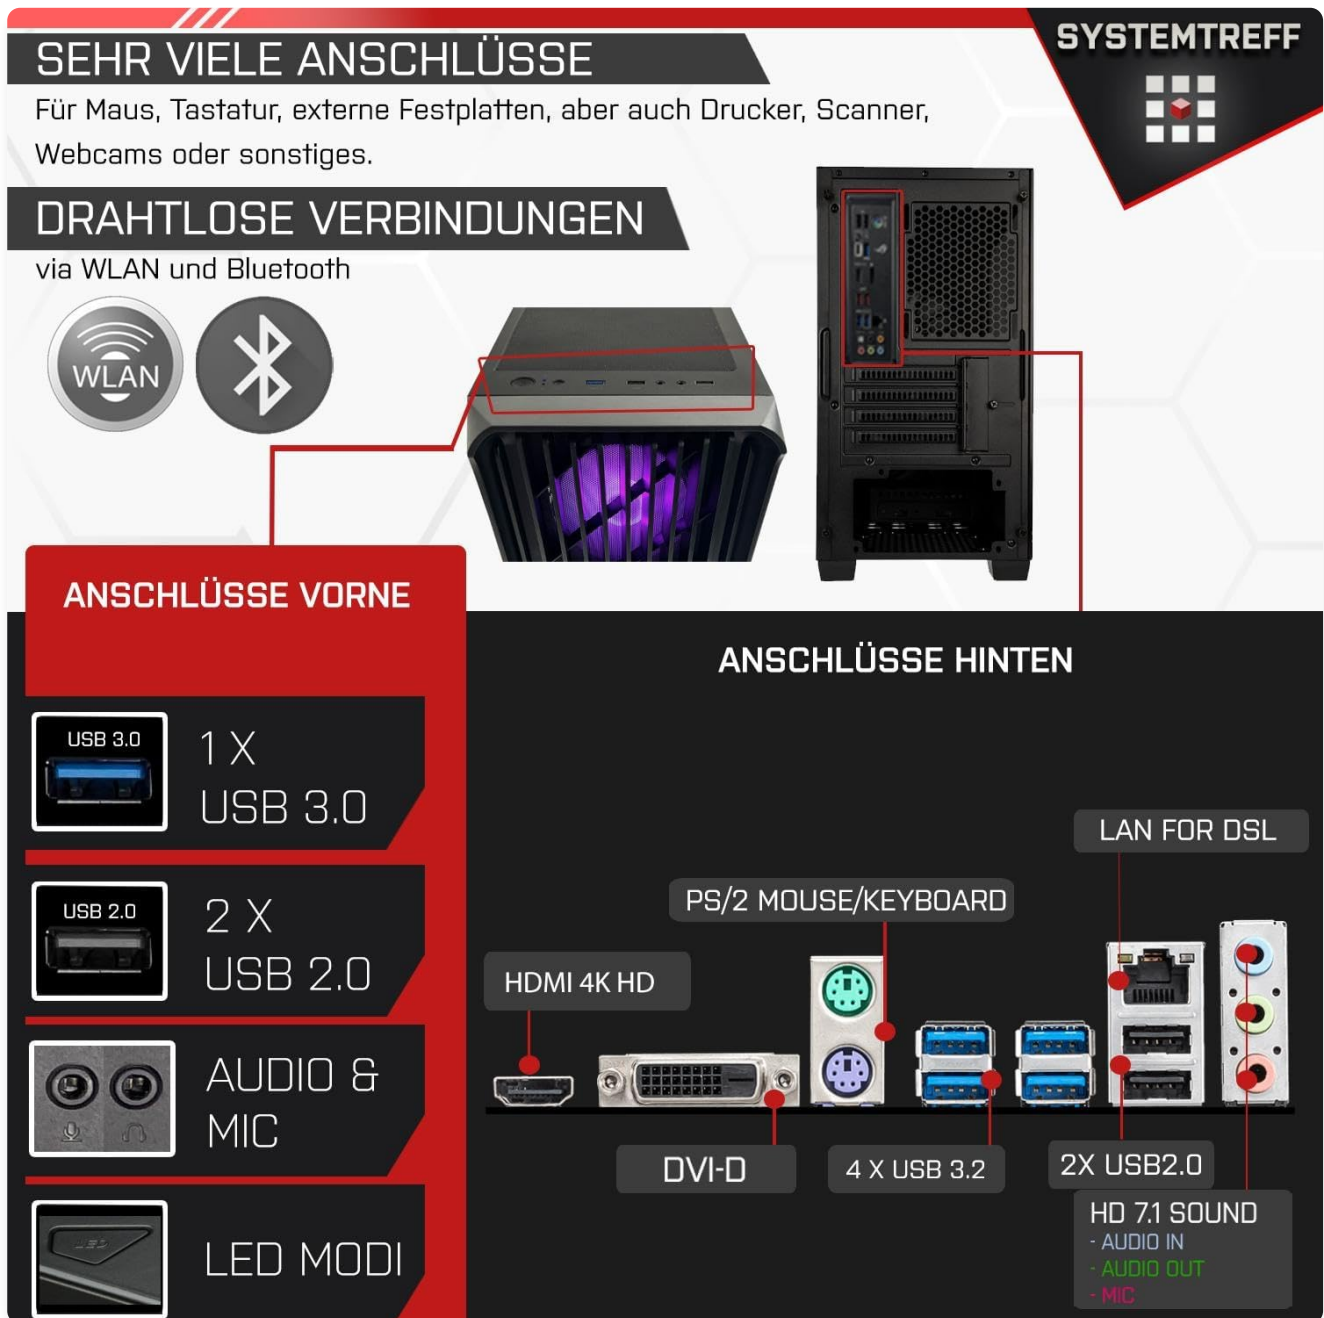 SYSTEMTREFF
SEHR VIELE ANSCHLÜSSE
Für Maus, Tastatur, externe Festplatten, aber auch Drucker, Scanner,
Webcams oder sonstiges.
DRAHTLOSE VERBINDUNGEN
via WLAN und Bluetooth
WLAN
ANSCHLÜSSE VORNE
USB 3.0
1 X
USB 3.0
USB 2.0
2 X
USB 2.0
AUDIO &
MIC
LED
LED MODI
ANSCHLÜSSE HINTEN
LAN FOR DSL
PS/2 MOUSE/KEYBOARD
HDMI 4K HD
DVI-D
4 X USB 3.2
2X USB2.0
HD 7.1 SOUND
- AUDIO IN
- AUDIO OUT
- MIC